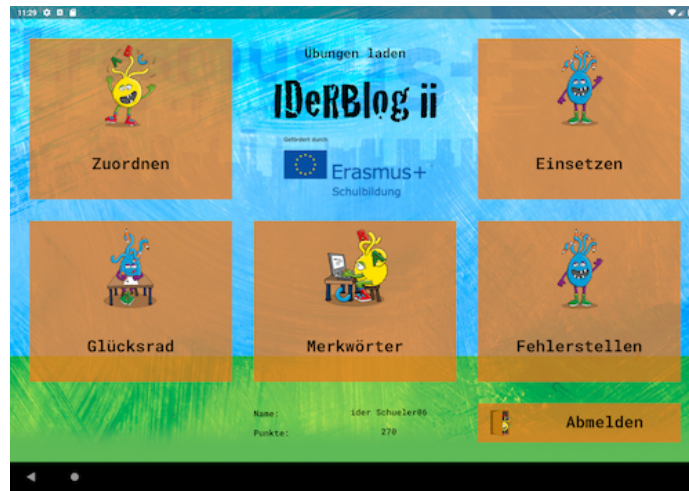 11:29
Übungen laden
IDeRBlog ii
Gefördert durch
Erasmus+
Schulbildung
Zuordnen
Einsetzen
Glücksrad
Merkwörter
Fehlerstellen
Name: ider Schueler06
Punkte: 270
Abmelden